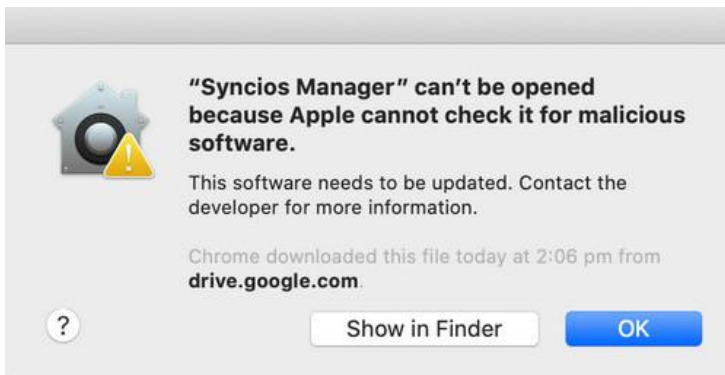 “Syncios Manager” can’t be opened
because Apple cannot check it for malicious
software.
This software needs to be updated. Contact the
developer for more information.
Chrome downloaded this file today at 2:06 pm from
drive.google.com.
?
Show in Finder
OK